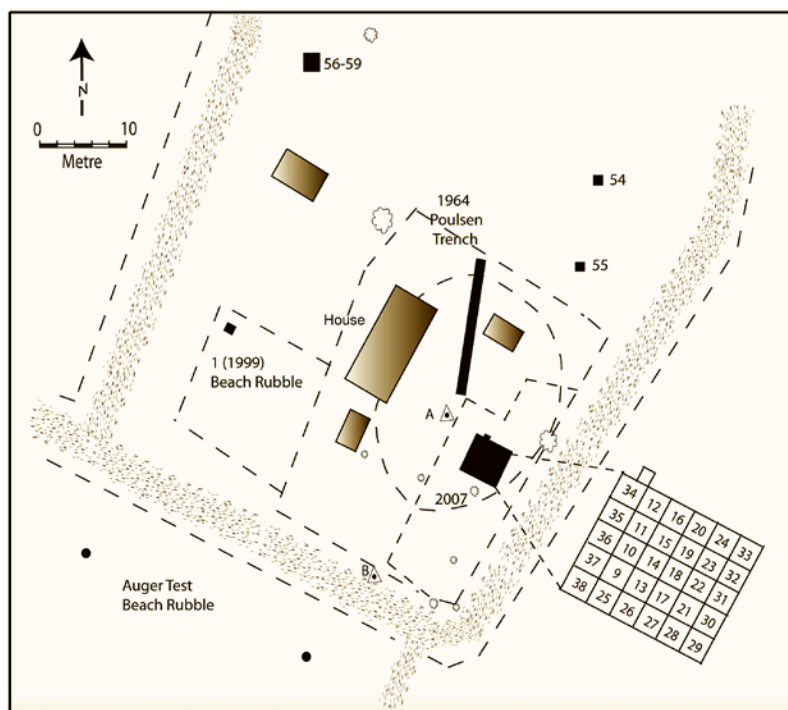 56-59
N
0 10
Metre
54
1964
Poulsen
Trench
55
House
1 (1999)
Beach Rubble
A
2007
B
Auger Test
Beach Rubble
34 12 16 20 24 33
35 11 15 19 23 32
36 10 14 18 22 31
37 9 13 17 21 30
38 25 26 27 28 29